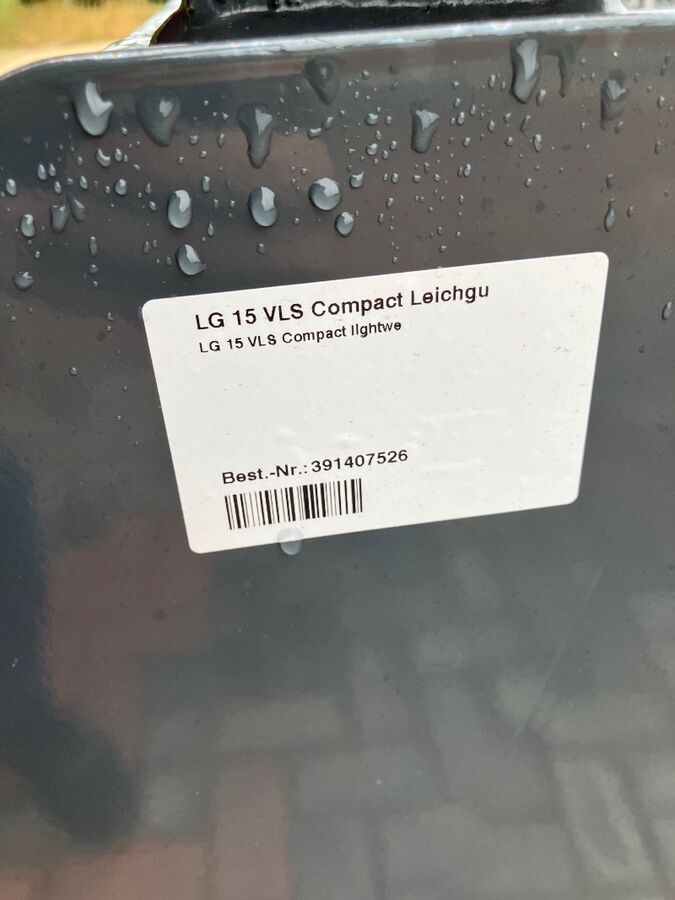 LG 15 VLS Compact Leichgu
LG 15 VLS Compact lightwe
Best.-Nr.: 391407526